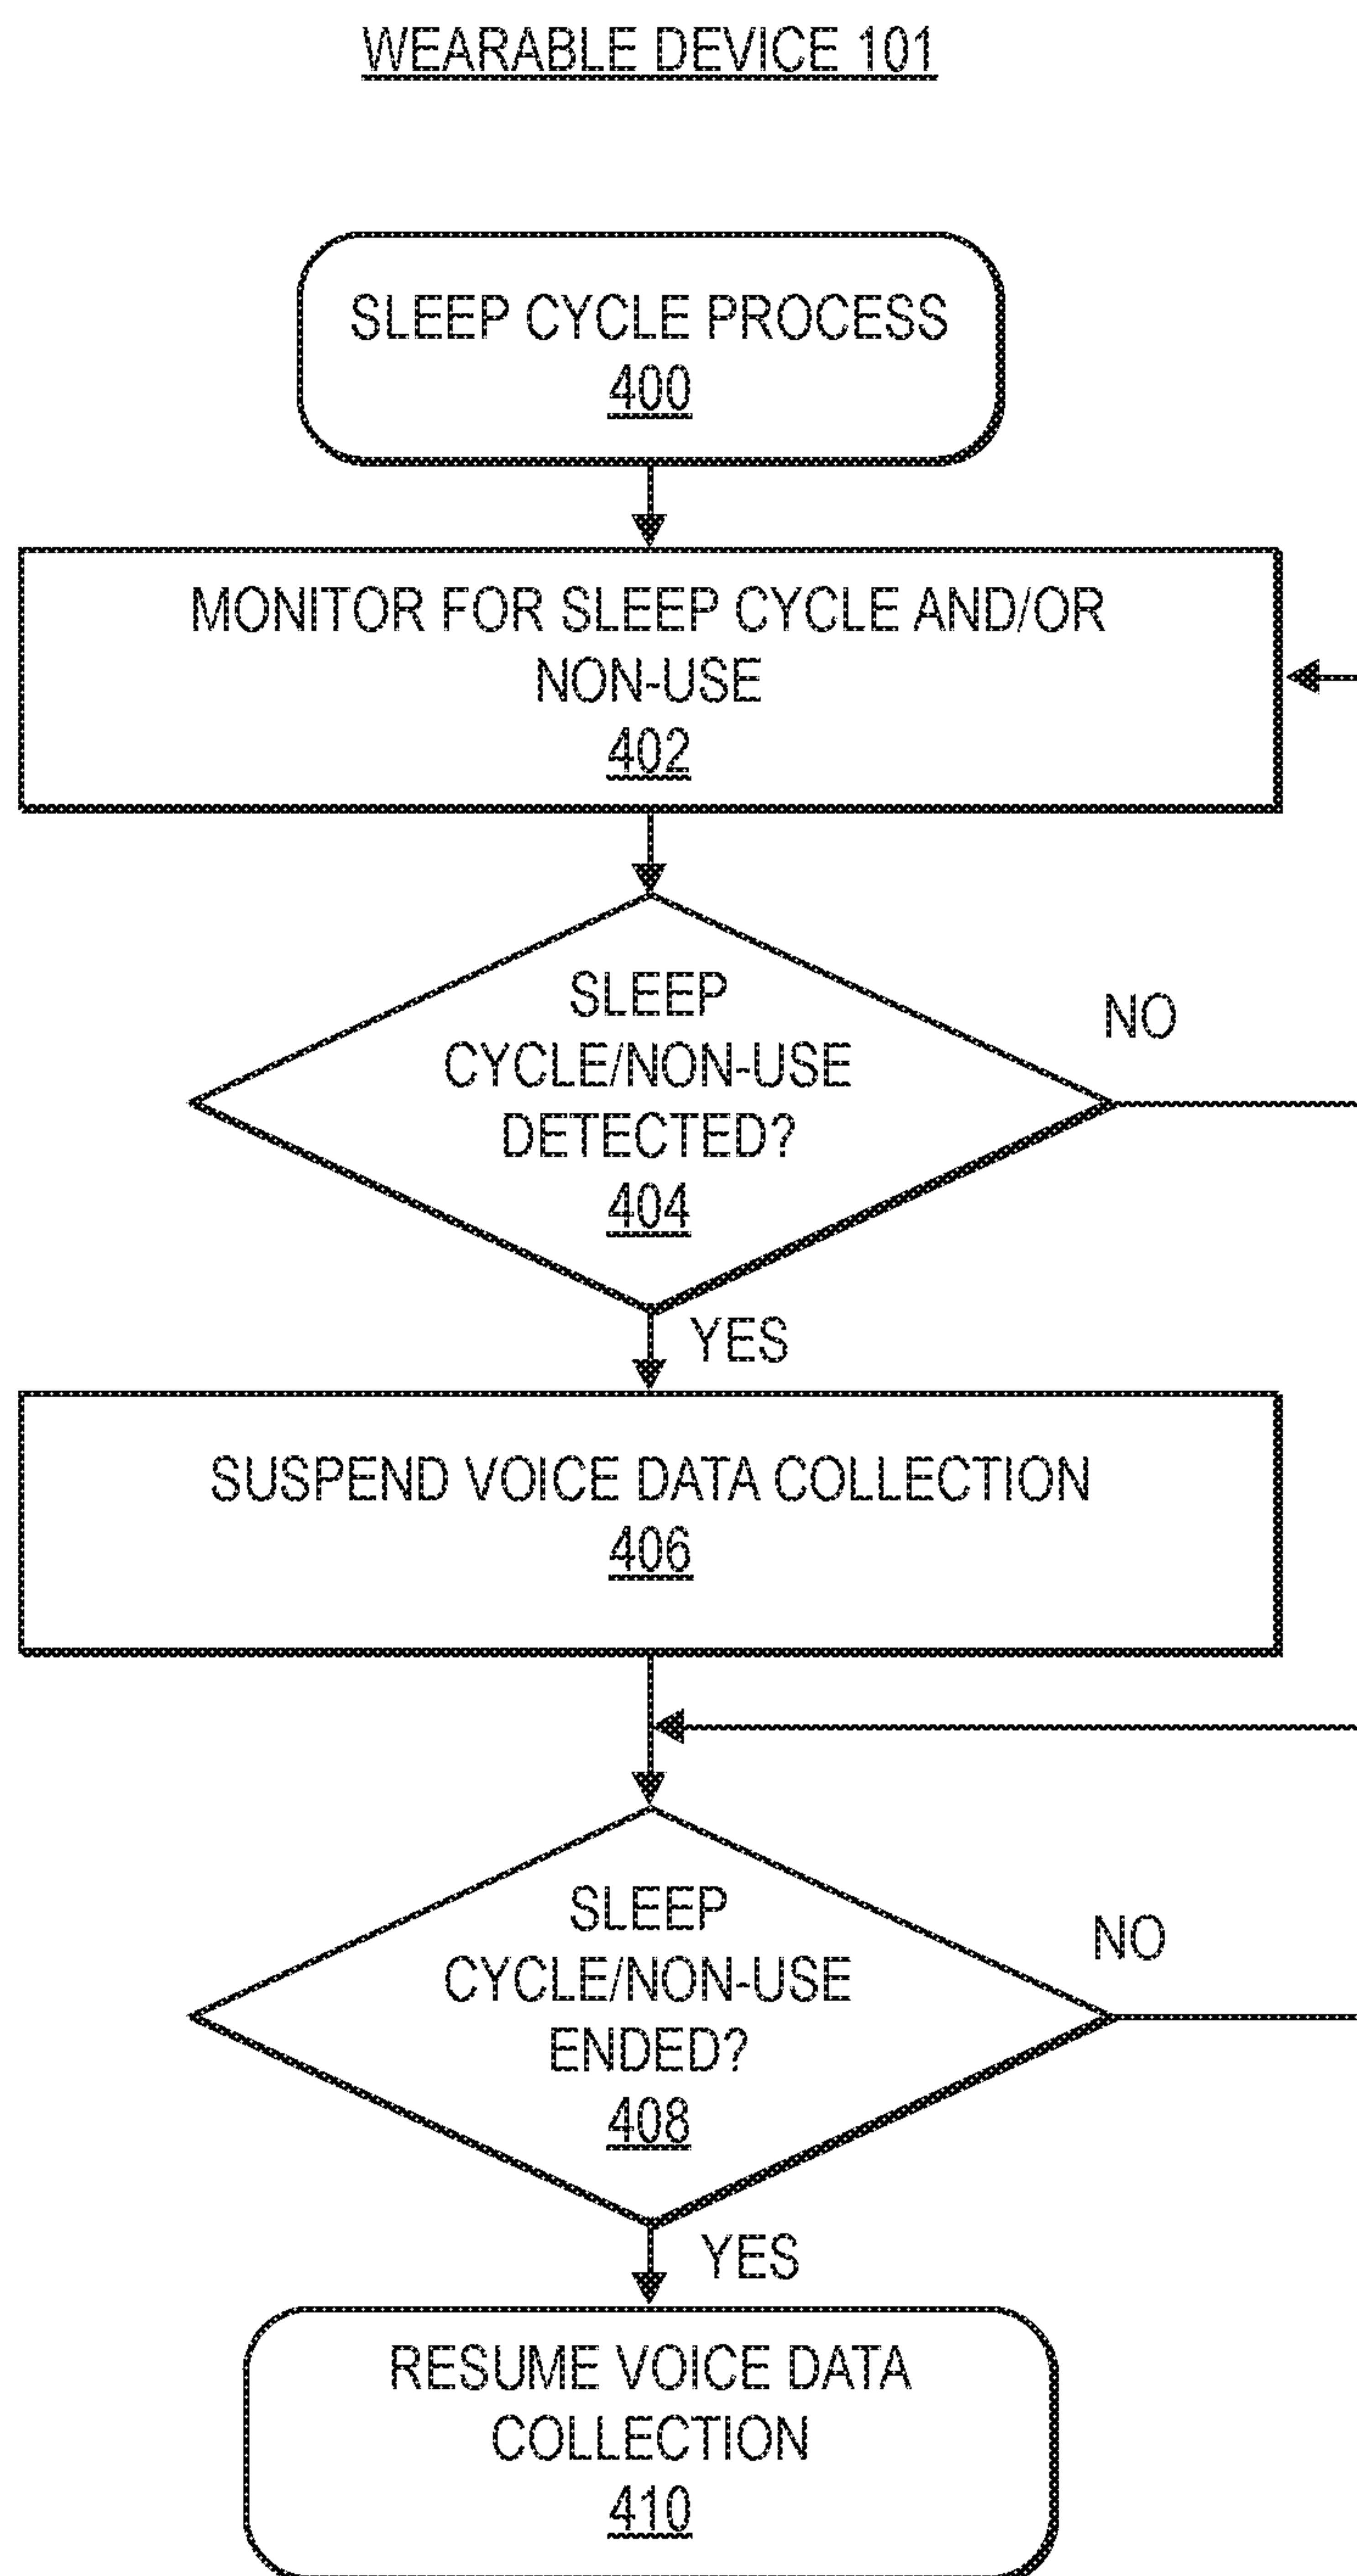 WEARABLE DEVICE 101
SLEEP CYCLE PROCESS
400
MONITOR FOR SLEEP CYCLE AND/OR
NON-USE
402
SLEEP
CYCLE/NON-USE
DETECTED?
404
NO
YES
SUSPEND VOICE DATA COLLECTION
406
SLEEP
CYCLE/NON-USE
ENDED?
408
NO
YES
RESUME VOICE DATA
COLLECTION
410